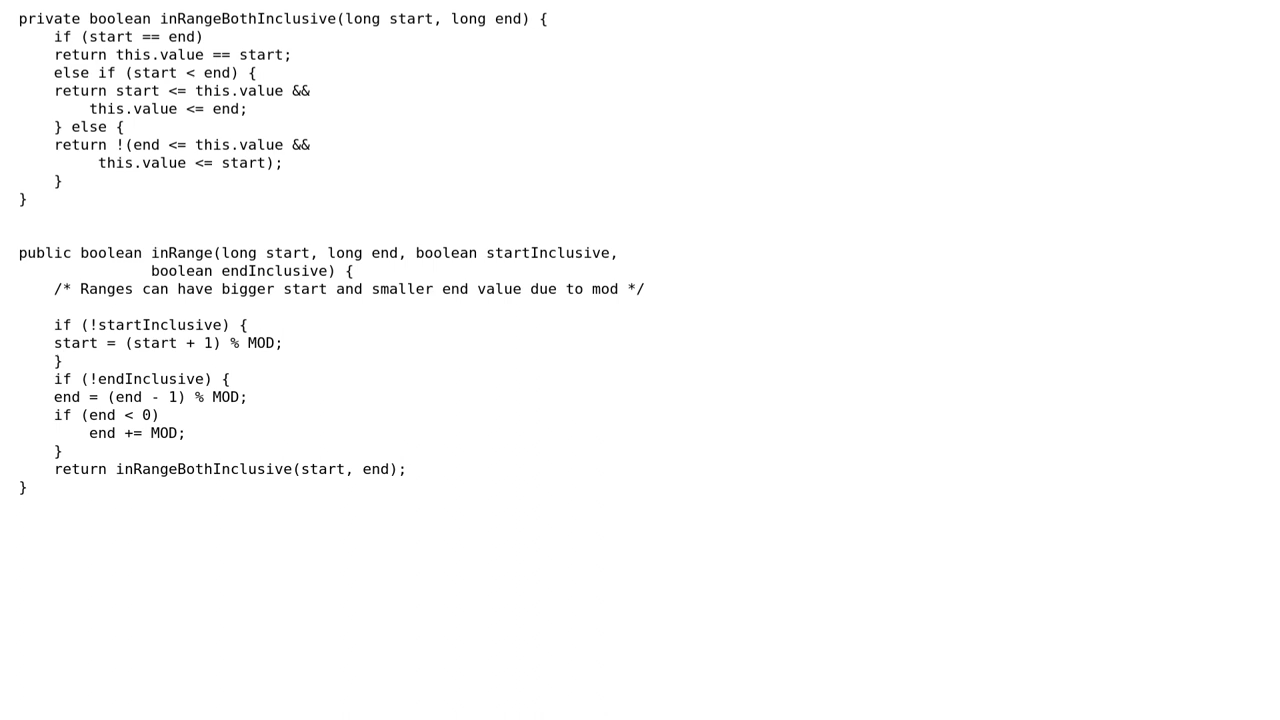 private boolean inRangeBothInclusive(long start, long end) {
    if (start == end)
    return this.value == start;
    else if (start < end) {
    return start <= this.value &&
        this.value <= end;
    } else {
    return !(end <= this.value &&
         this.value <= start);
    }
}

public boolean inRange(long start, long end, boolean startInclusive,
               boolean endInclusive) {
    /* Ranges can have bigger start and smaller end value due to mod */

    if (!startInclusive) {
    start = (start + 1) % MOD;
    }
    if (!endInclusive) {
    end = (end - 1) % MOD;
    if (end < 0)
        end += MOD;
    }
    return inRangeBothInclusive(start, end);
}